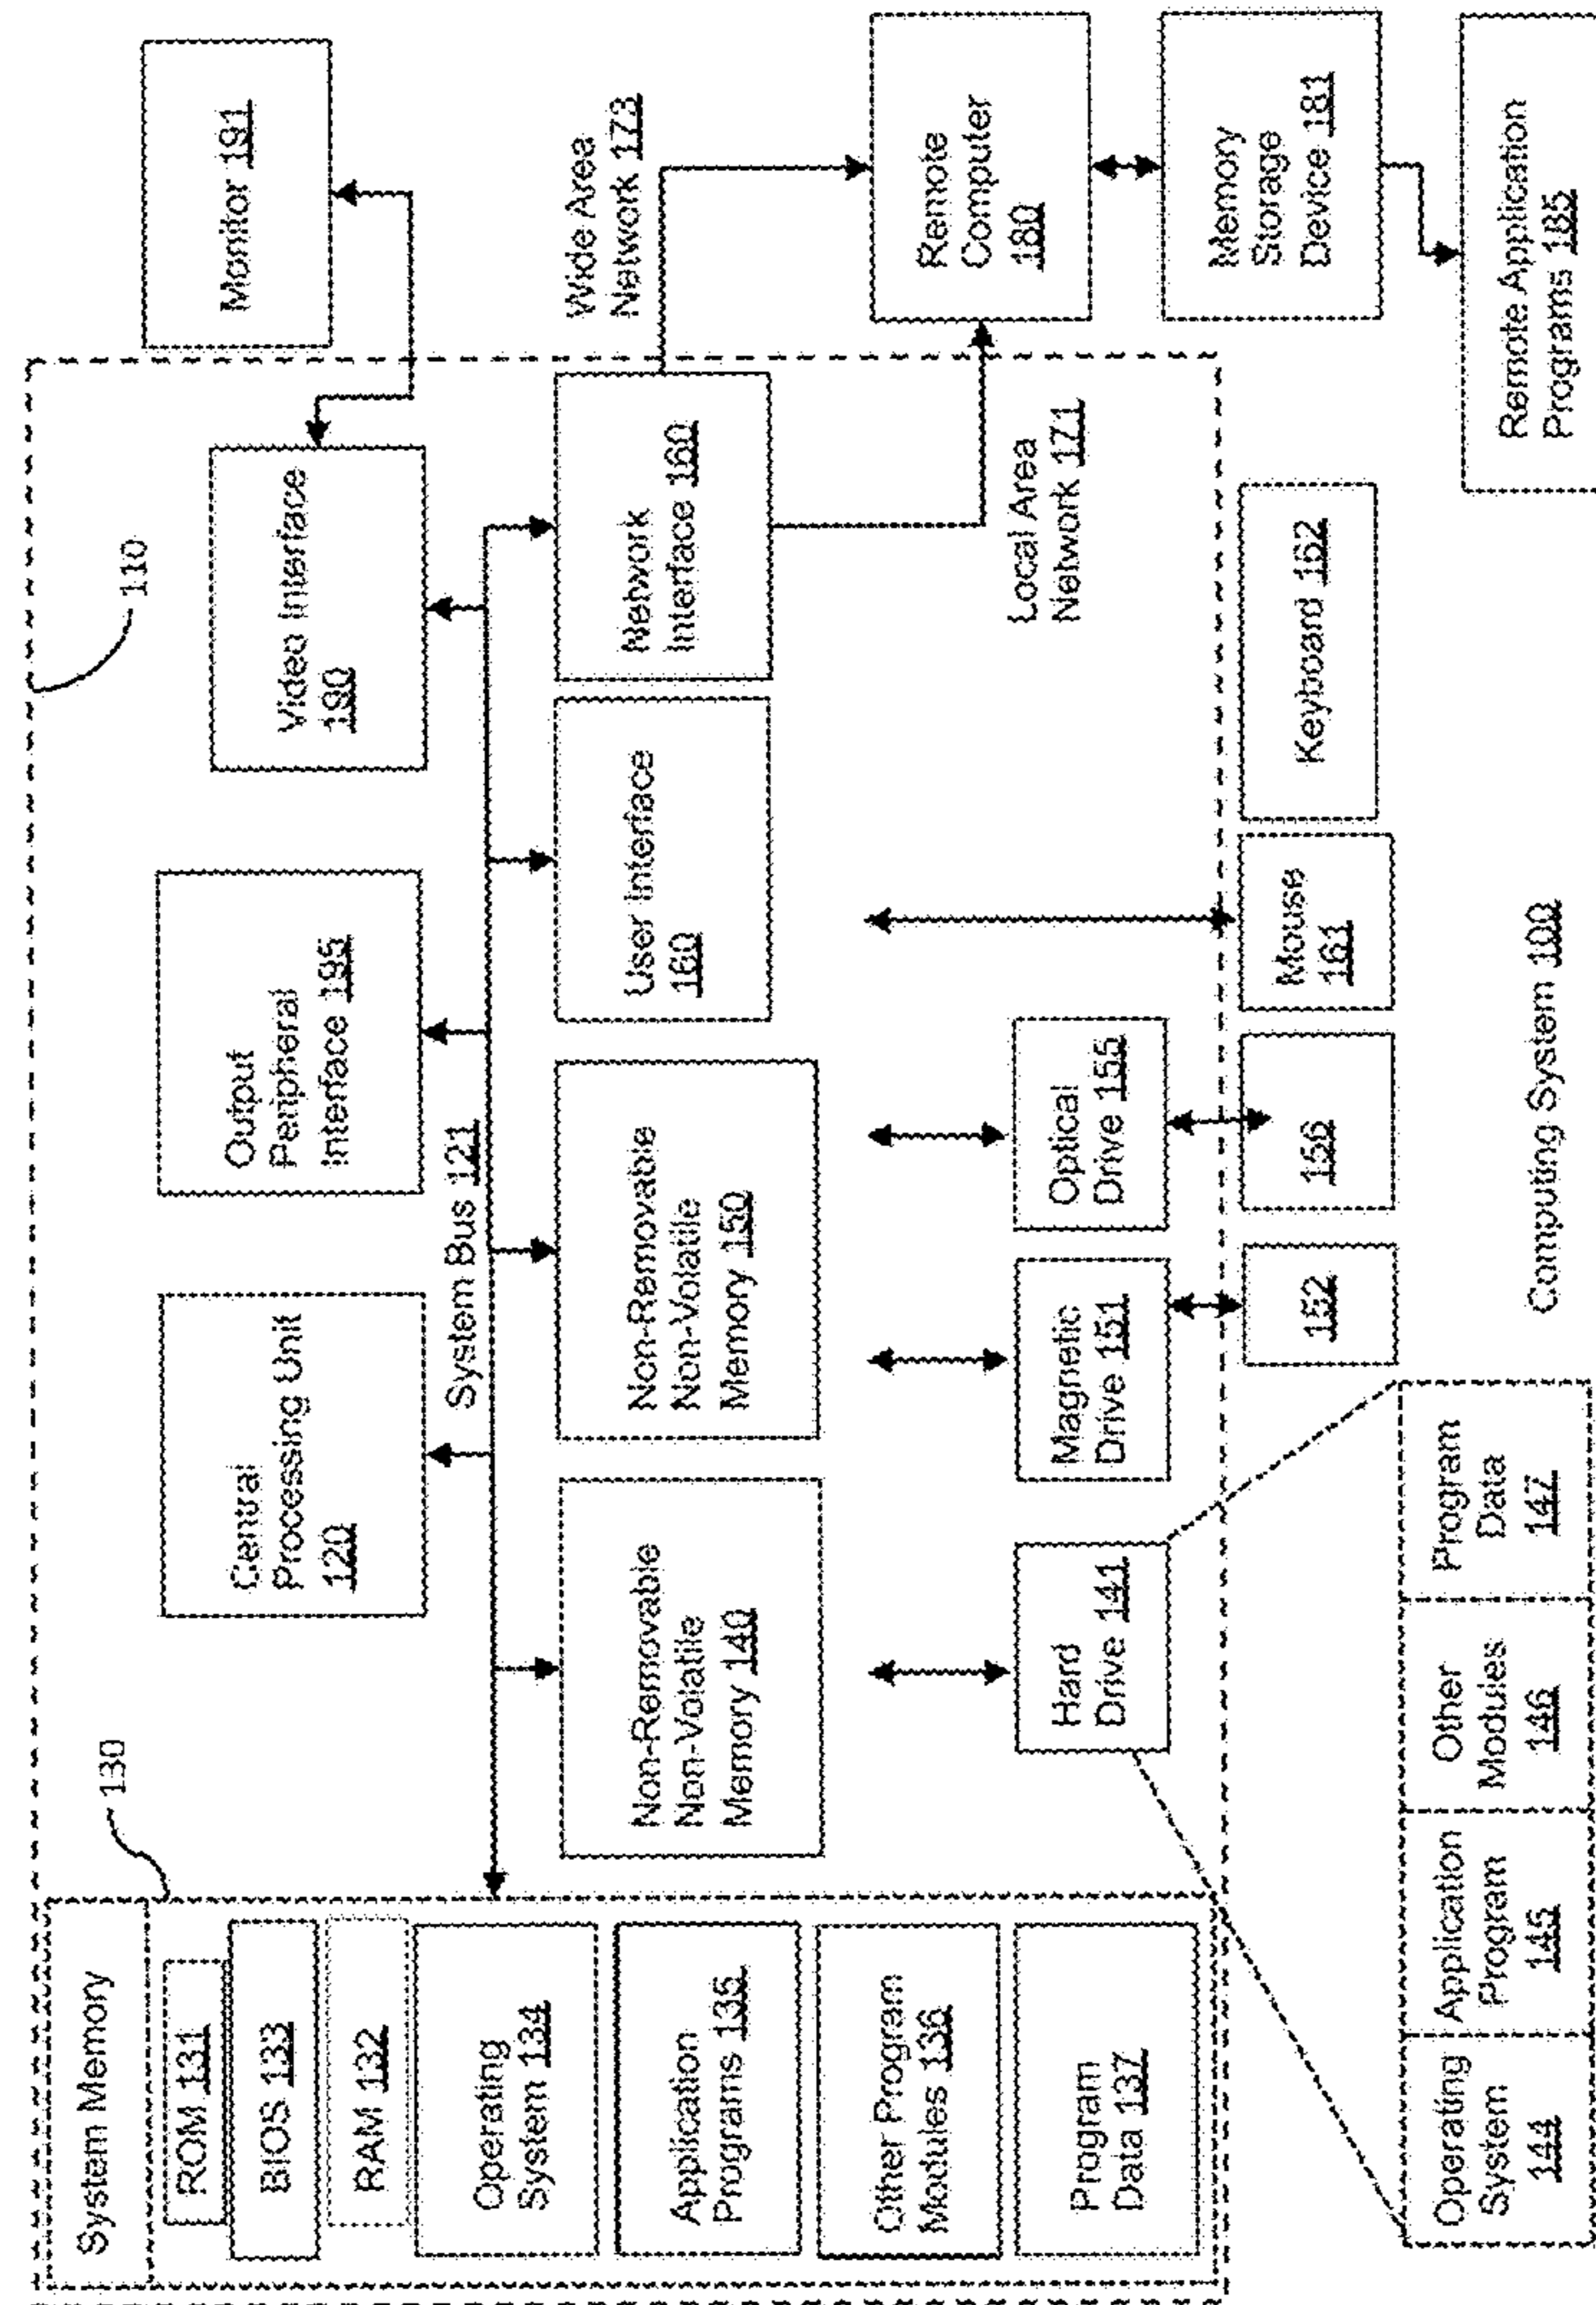 110
130
System Memory
ROM 131
BIOS 133
RAM 132
Operating
System 134
Application
Programs 135
Other Program
Modules 136
Program
Data 137
Central
Processing Unit
120
Output
Peripheral
Interface 195
Video Interface
190
Monitor 191
System Bus 121
Non-Removable
Non-Volatile
Memory 140
Non-Removable
Non-Volatile
Memory 150
User Interface
160
Network
Interface 160
Wide Area
Network 173
Local Area
Network 171
Remote
Computer
180
Memory
Storage
Device 181
Remote Application
Programs 185
Hard
Drive 141
Magnetic
Drive 151
Optical
Drive 155
152
156
Mouse
161
Keyboard 162
Operating
System
144
Application
Program
145
Other
Modules
146
Program
Data
147
Computing System 100